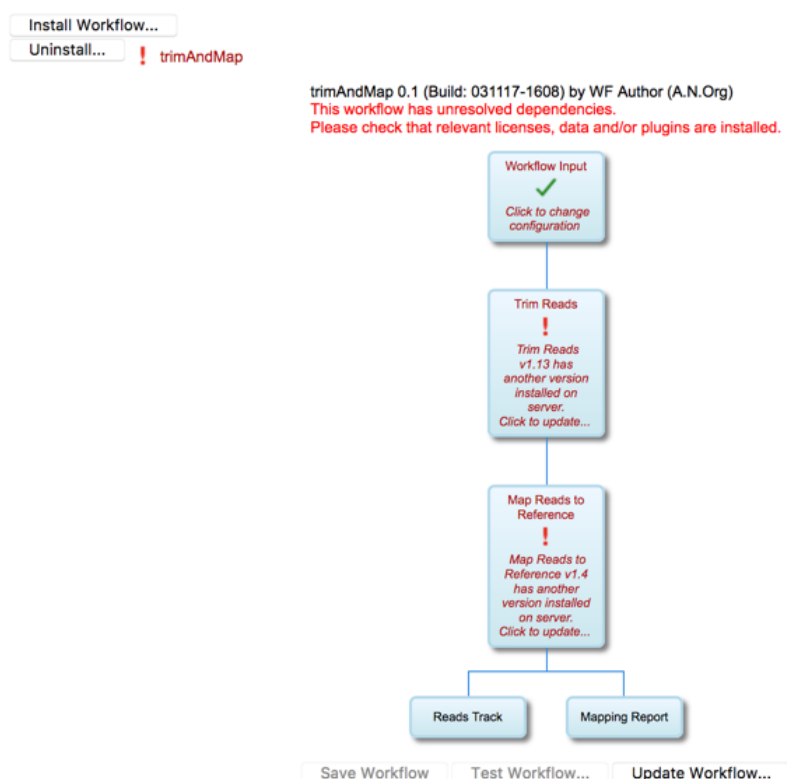 Install Workflow...
Uninstall...
! trimAndMap
trimAndMap 0.1 (Build: 031117-1608) by WF Author (A.N.Org)
This workflow has unresolved dependencies.
Please check that relevant licenses, data and/or plugins are installed.
Workflow Input
Click to change
configuration
Trim Reads
!
Trim Reads
v1.13 has
another version
installed on
server.
Click to update...
Map Reads to
Reference
!
Map Reads to
Reference v1.4
has another
version installed
on server.
Click to update...
Reads Track
Mapping Report
Save Workflow
Test Workflow...
Update Workflow...